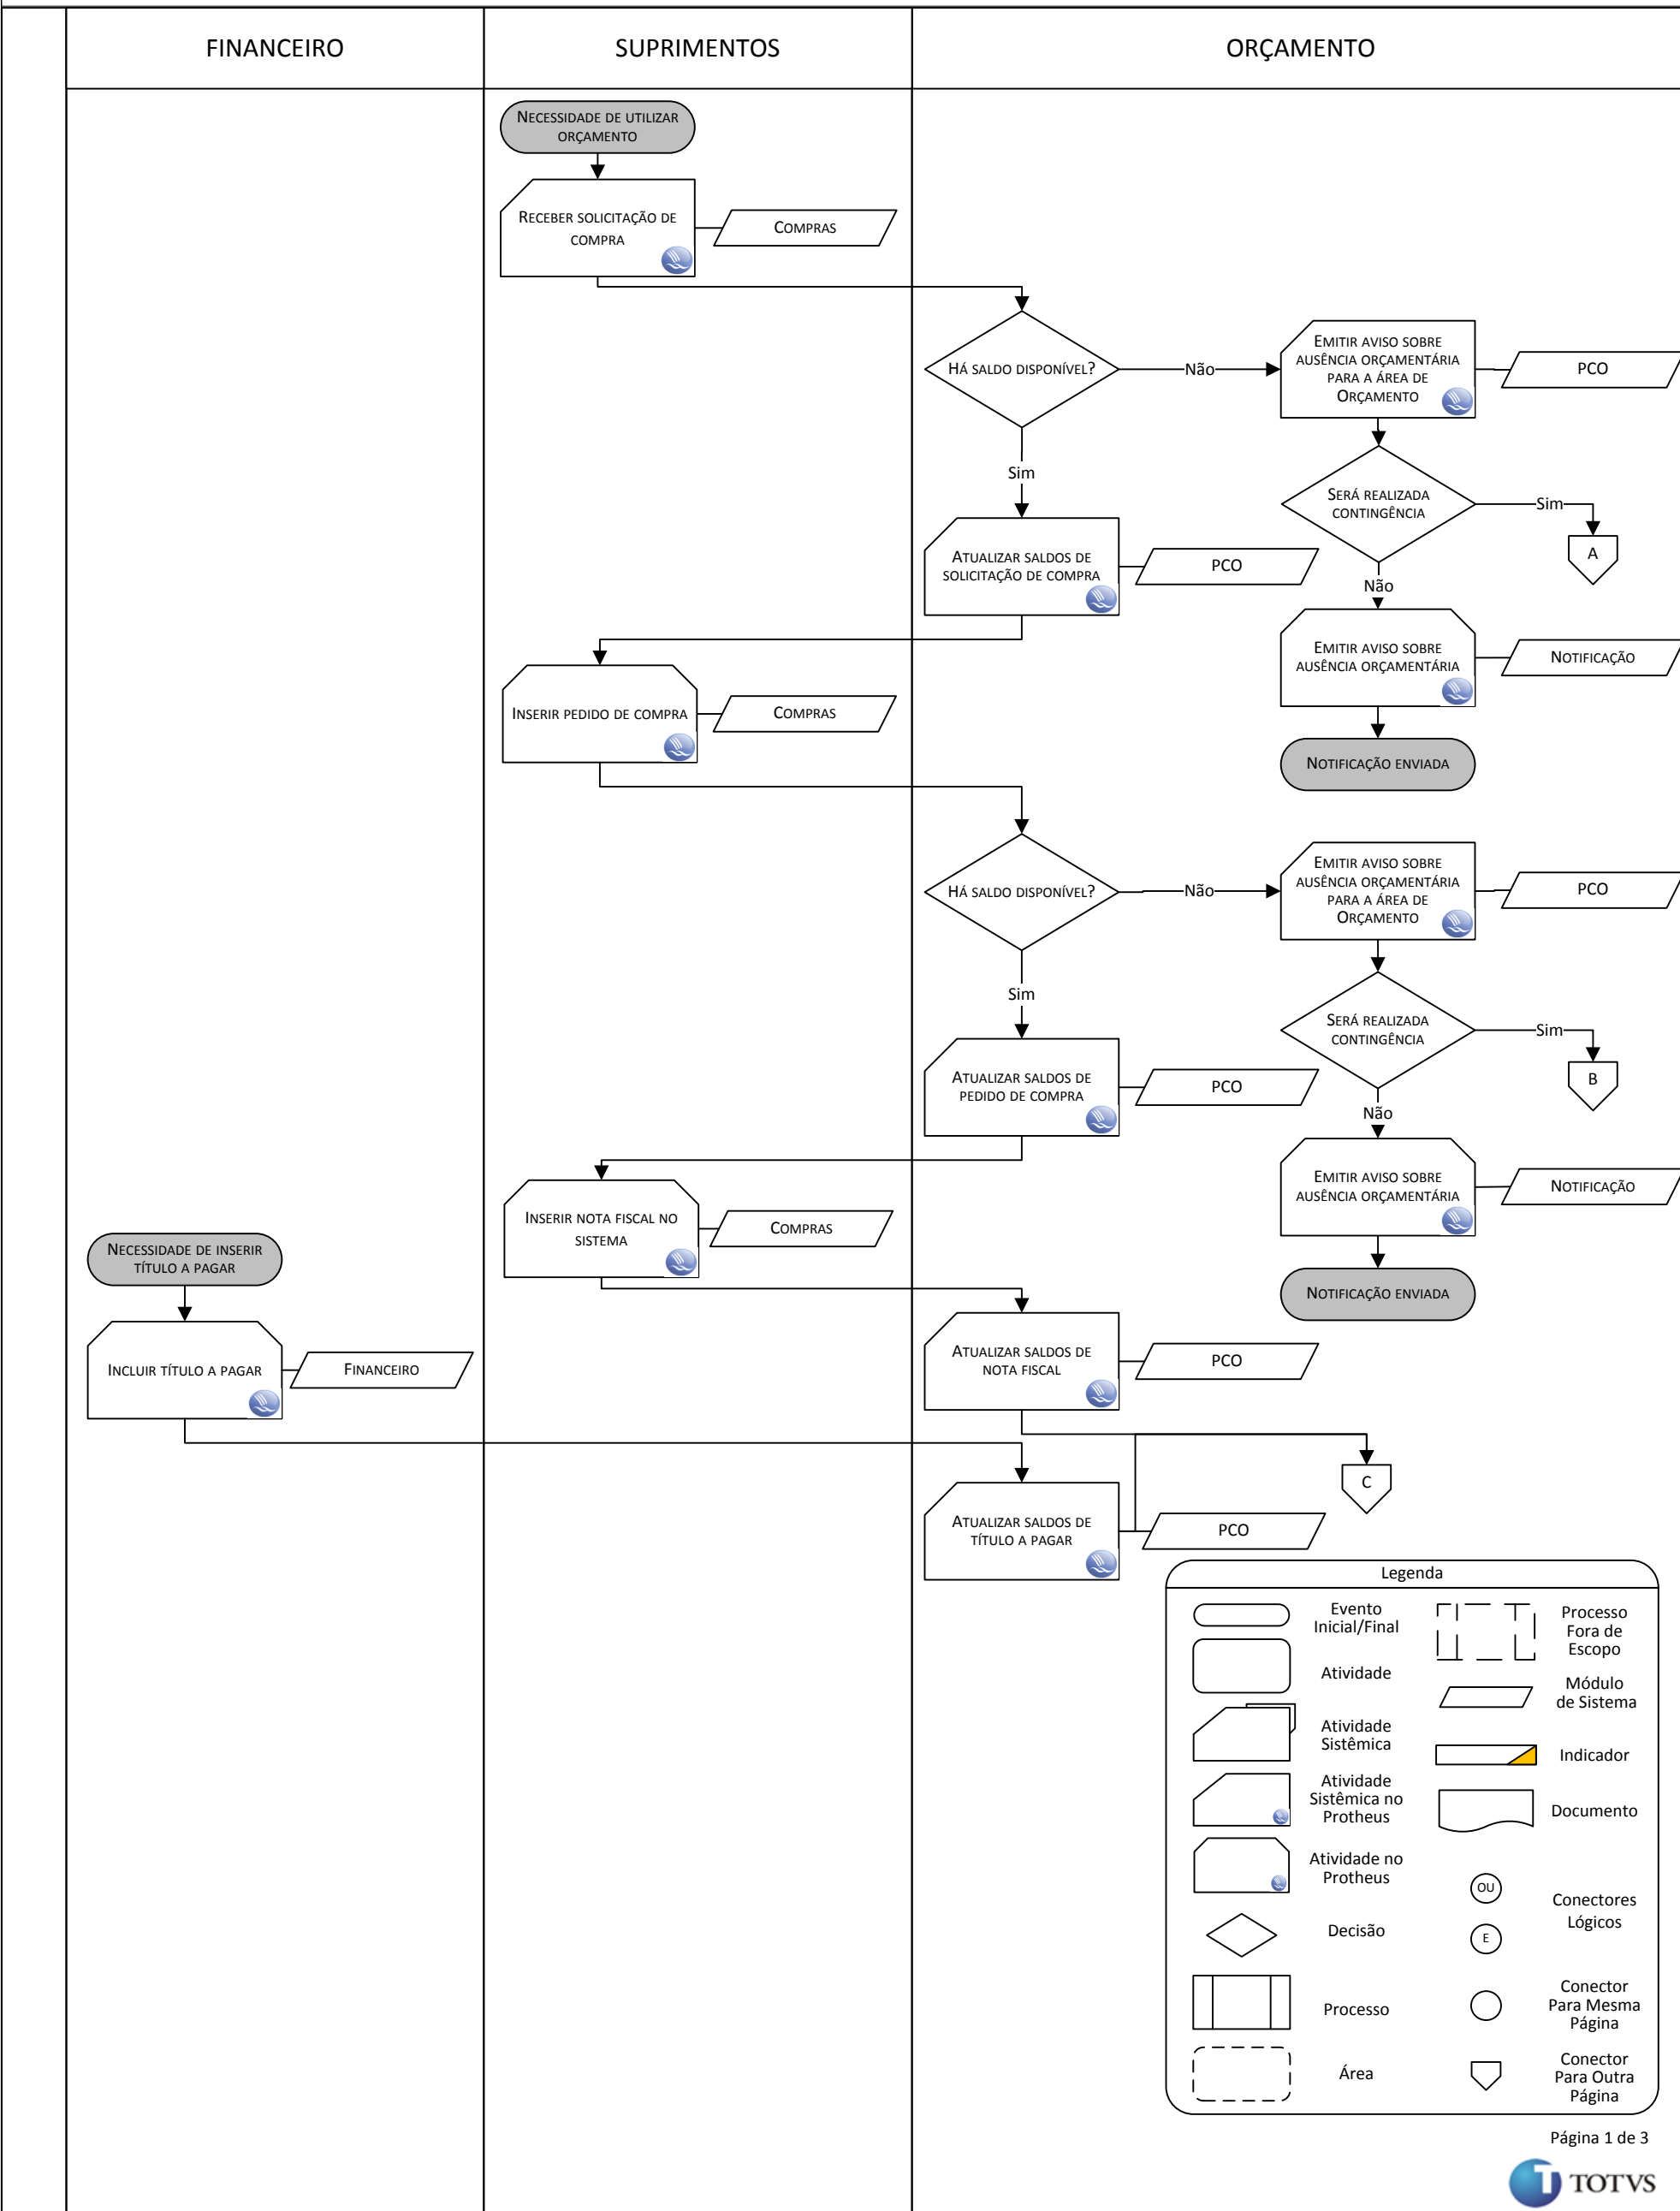 FINANCEIRO
SUPRIMENTOS
ORÇAMENTO
NECESSIDADE DE UTILIZAR
ORÇAMENTO
RECEBER SOLICITAÇÃO DE
COMPRA
COMPRAS
HÁ SALDO DISPONÍVEL?
Não
EMITIR AVISO SOBRE
AUSÊNCIA ORÇAMENTÁRIA
PARA A ÁREA DE
ORÇAMENTO
PCO
Sim
SERÁ REALIZADA
CONTINGÊNCIA
Sim
A
ATUALIZAR SALDOS DE
SOLICITAÇÃO DE COMPRA
PCO
Não
EMITIR AVISO SOBRE
AUSÊNCIA ORÇAMENTÁRIA
NOTIFICAÇÃO
INSERIR PEDIDO DE COMPRA
COMPRAS
NOTIFICAÇÃO ENVIADA
HÁ SALDO DISPONÍVEL?
Não
EMITIR AVISO SOBRE
AUSÊNCIA ORÇAMENTÁRIA
PARA A ÁREA DE
ORÇAMENTO
PCO
Sim
SERÁ REALIZADA
CONTINGÊNCIA
Sim
B
ATUALIZAR SALDOS DE
PEDIDO DE COMPRA
PCO
Não
EMITIR AVISO SOBRE
AUSÊNCIA ORÇAMENTÁRIA
NOTIFICAÇÃO
INSERIR NOTA FISCAL NO
SISTEMA
COMPRAS
NECESSIDADE DE INSERIR
TÍTULO A PAGAR
NOTIFICAÇÃO ENVIADA
INCLUIR TÍTULO A PAGAR
FINANCEIRO
ATUALIZAR SALDOS DE
NOTA FISCAL
PCO
C
ATUALIZAR SALDOS DE
TÍTULO A PAGAR
PCO
Legenda
Evento
Inicial/Final
Atividade
Atividade
Sistêmica
Atividade
Sistêmica no
Protheus
Atividade no
Protheus
Decisão
Processo
Área
Processo
Fora de
Escopo
Módulo
de Sistema
Indicador
Documento
OU
E
Conectores
Lógicos
Conector
Para Mesma
Página
Conector
Para Outra
Página
Página 1 de 3
TOTVS